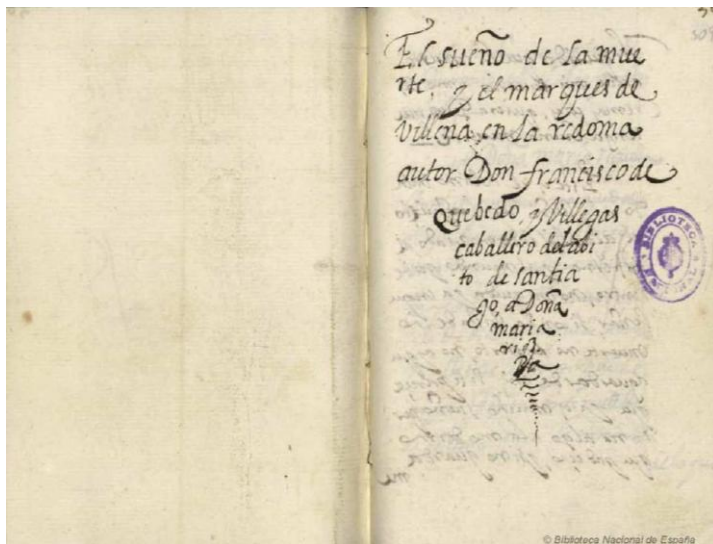 El sueño de la mue
rte, y el marques de
Villena, en la redoma
autor Don francisco de
Quebedo, y Villegas
caballero del abi
to de santia
go, a Doña
maria
BIBLIOTECA
© Biblioteca Nacional de España